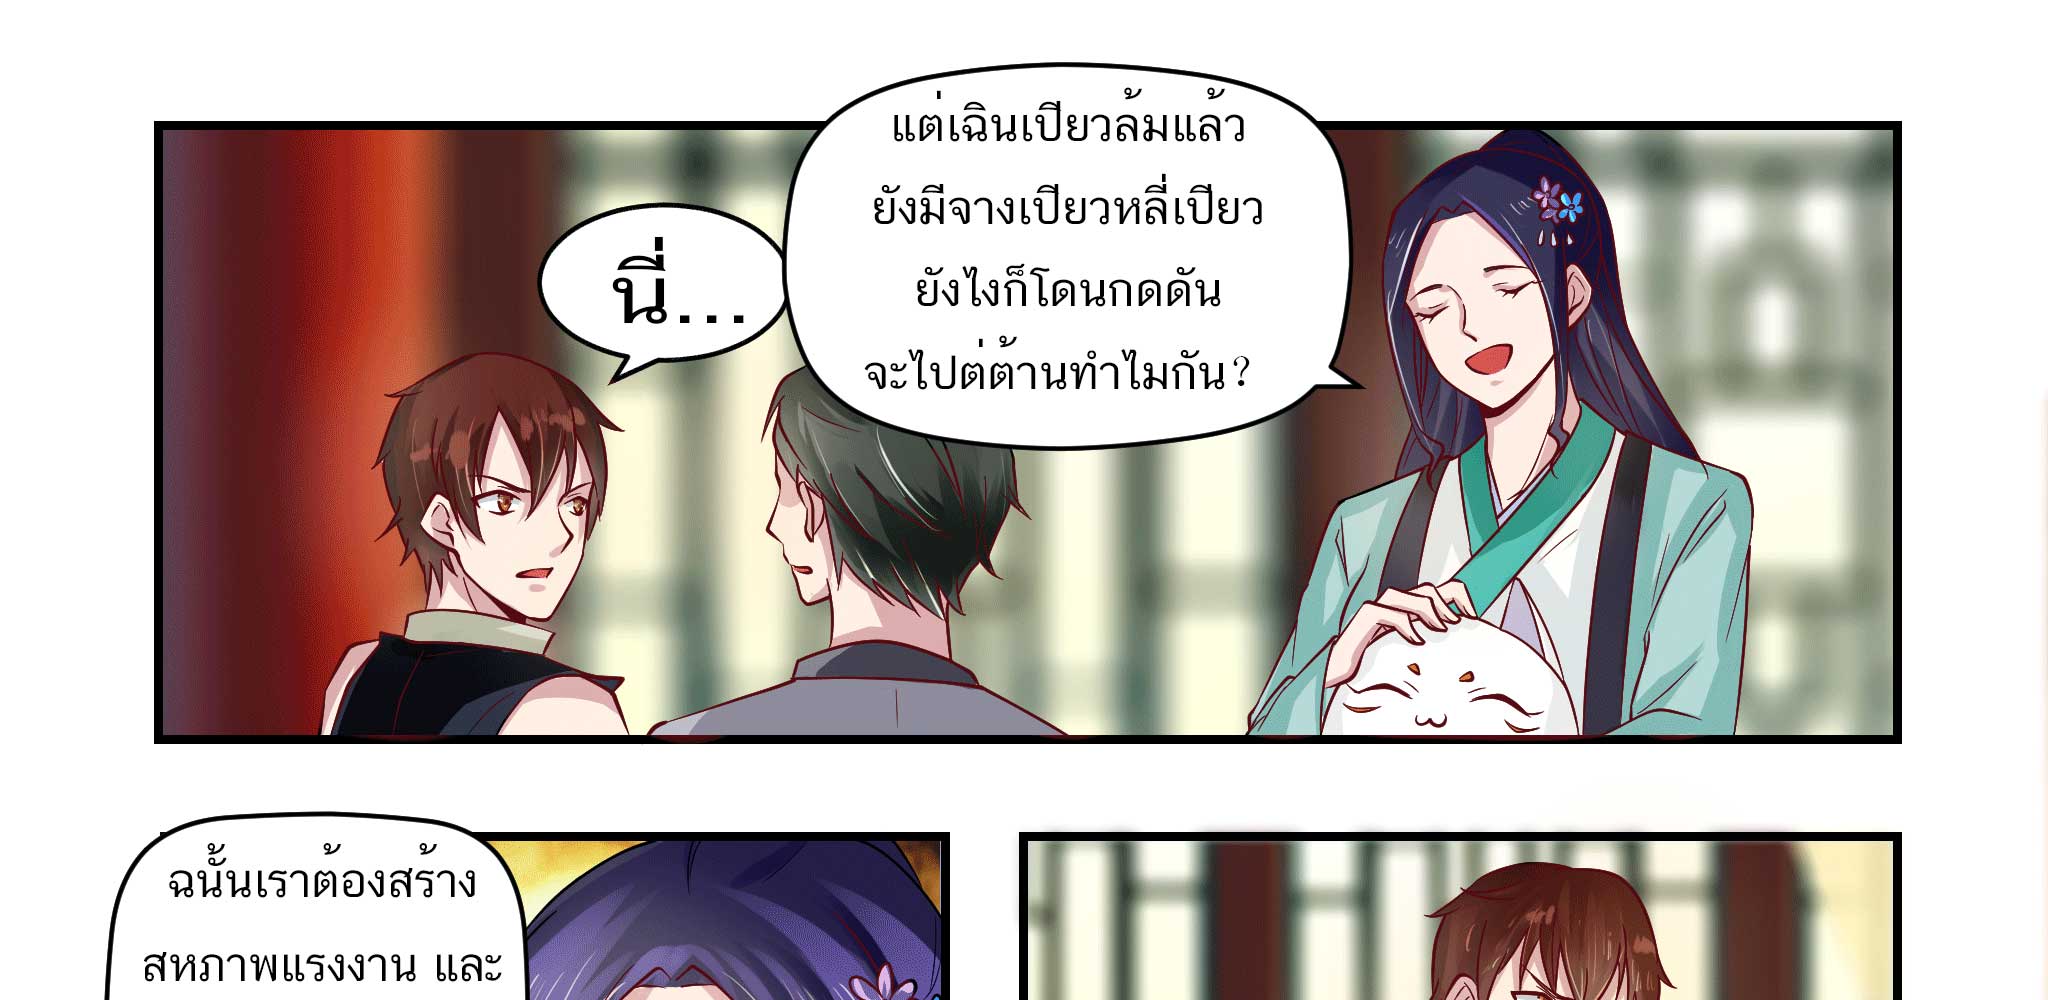 นี่...
แต่เฉินเปียวล้มแล้ว
ยังมีจางเปียวหลี่เปียว
ยังไงก็โดนกดดัน
จะไปต่ต้านทำไมกัน?
ฉนั้นเราต้องสร้าง
สหภาพแรงงาน และ